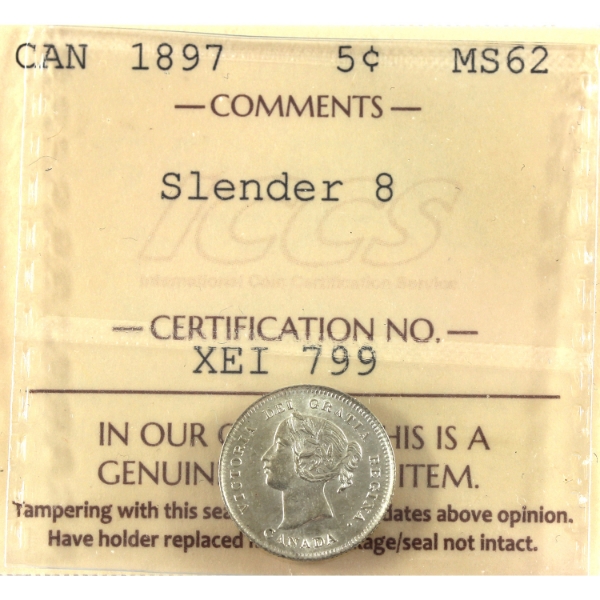 CAN 1897 5¢ MS62
— COMMENTS —
Slender 8
ICCS
International Coin Certification Service
— CERTIFICATION NO. —
XEI 799
IN OUR HIS IS A
GENUIN ITEM.
Tampering with this sea dates above opinion.
Have holder replaced age/seal not intact.
VICTORIA DEI GRATIA REGINA.
CANADA